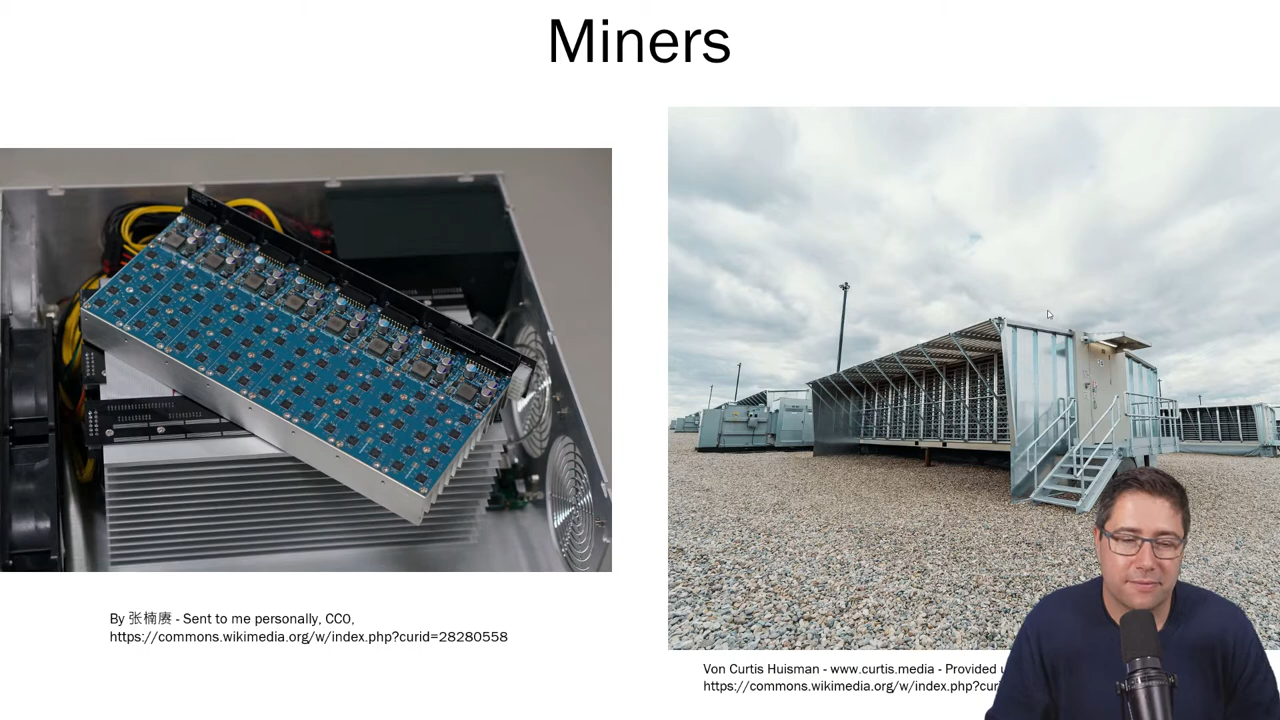 Miners
By 张楠赓 - Sent to me personally, CC0,
https://commons.wikimedia.org/w/index.php?curid=28280558
Von Curtis Huisman - www.curtis.media - Provided
https://commons.wikimedia.org/w/index.php?curi